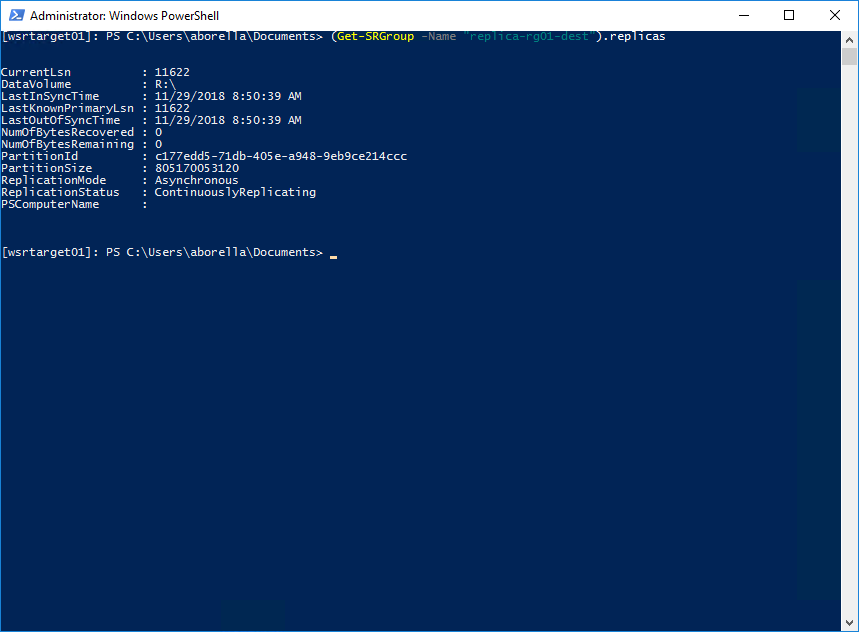 Administrator: Windows PowerShell
[wsrtarget01]: PS C:\Users\aborella\Documents> (Get-SRGroup -Name "replica-rg01-dest").replicas
CurrentLsn : 11622
DataVolume : R:\
LastInSyncTime : 11/29/2018 8:50:39 AM
LastKnownPrimaryLsn : 11622
LastOutOfSyncTime : 11/29/2018 8:50:39 AM
NumOfBytesRecovered : 0
NumOfBytesRemaining : 0
PartitionId : c177edd5-71db-405e-a948-9eb9ce214ccc
PartitionSize : 805170053120
ReplicationMode : Asynchronous
ReplicationStatus : ContinuouslyReplicating
PSComputerName :
[wsrtarget01]: PS C:\Users\aborella\Documents> _